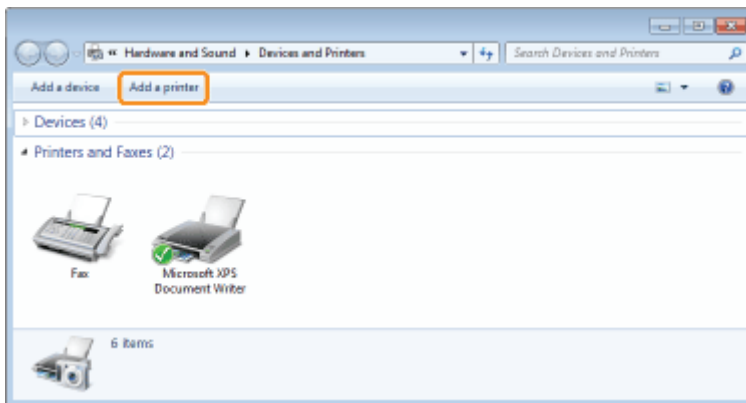 « Hardware and Sound ▸ Devices and Printers
Search Devices and Printers
Add a device Add a printer
Devices (4)
Printers and Faxes (2)
Fax
Microsoft XPS
Document Writer
6 items